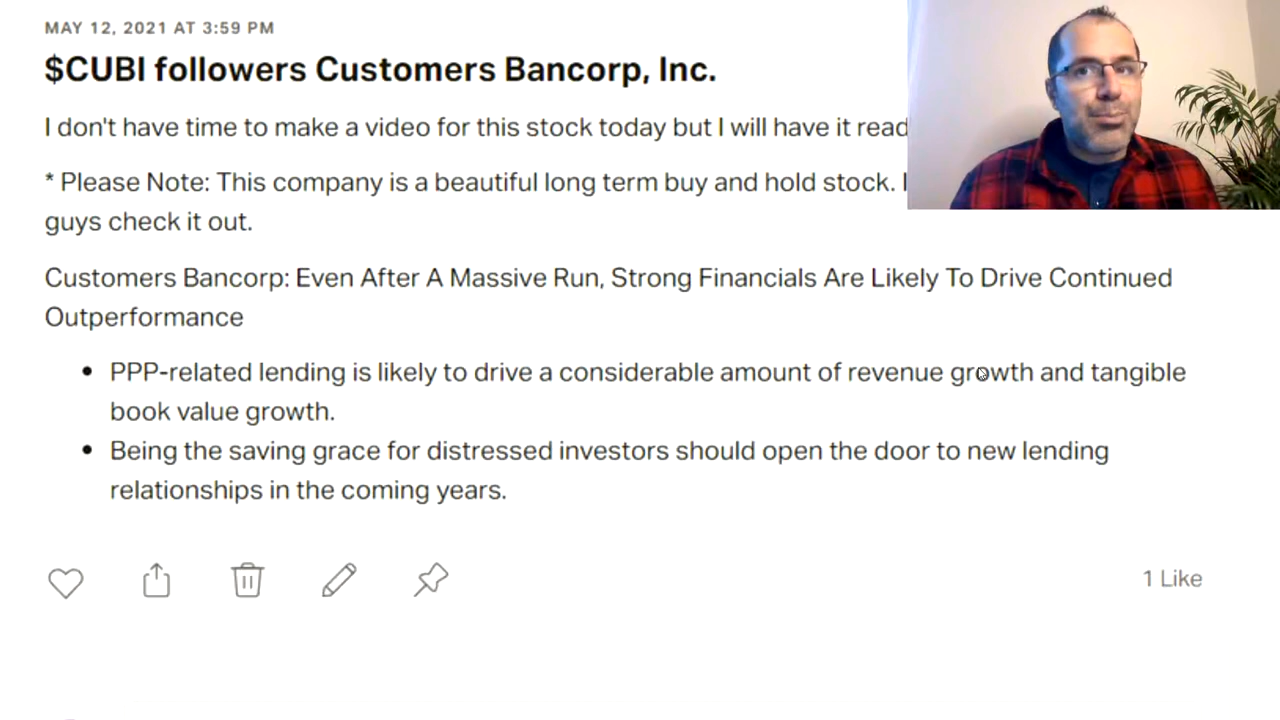 MAY 12, 2021 AT 3:59 PM
$CUBI followers Customers Bancorp, Inc.
I don't have time to make a video for this stock today but I will have it read
* Please Note: This company is a beautiful long term buy and hold stock. I
guys check it out.
Customers Bancorp: Even After A Massive Run, Strong Financials Are Likely To Drive Continued
Outperformance
• PPP-related lending is likely to drive a considerable amount of revenue growth and tangible
book value growth.
• Being the saving grace for distressed investors should open the door to new lending
relationships in the coming years.
1 Like